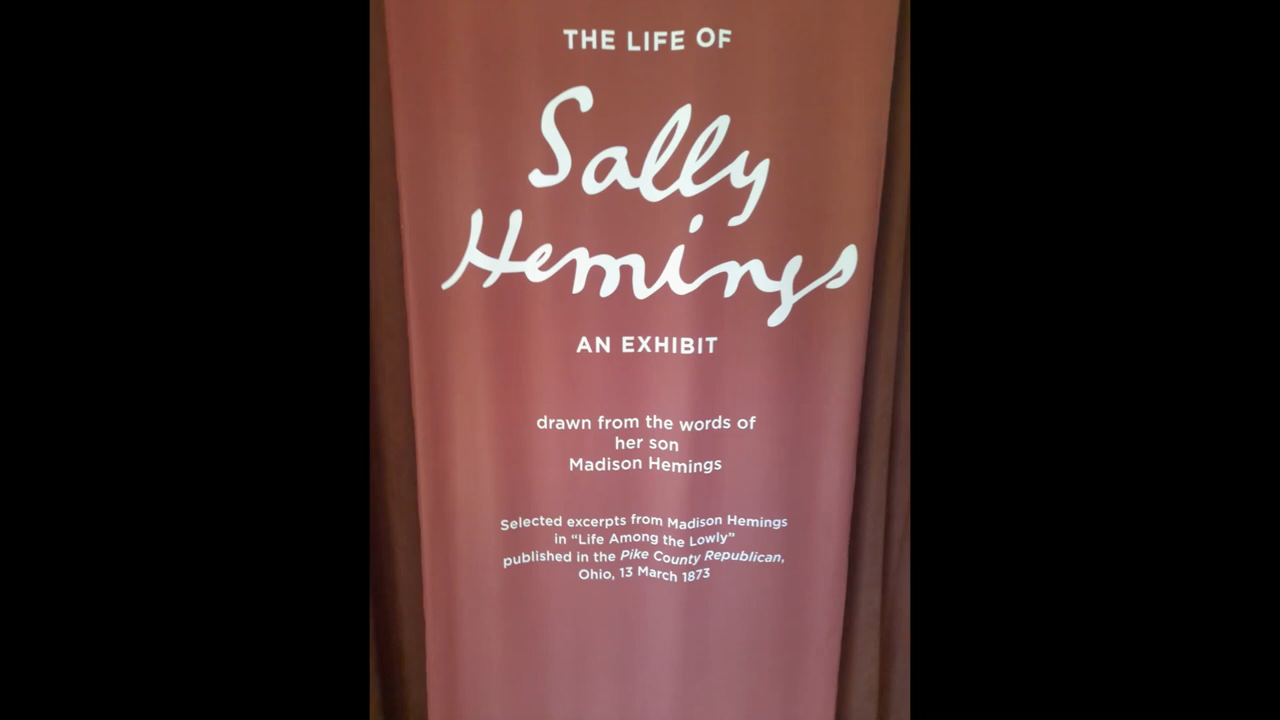 THE LIFE OF
Sally
Hemings
AN EXHIBIT
drawn from the words of
her son
Madison Hemings
Selected excerpts from Madison Hemings
in “Life Among the Lowly”
published in the Pike County Republican,
Ohio, 13 March 1873